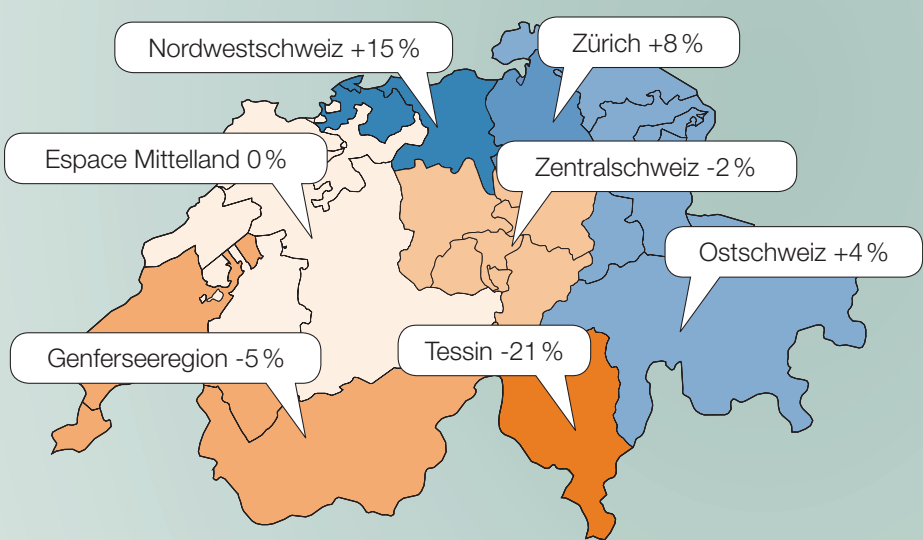 Nordwestschweiz +15 %
Zürich +8 %
Espace Mittelland 0 %
Zentralschweiz -2 %
Ostschweiz +4 %
Genferseeregion -5 %
Tessin -21 %